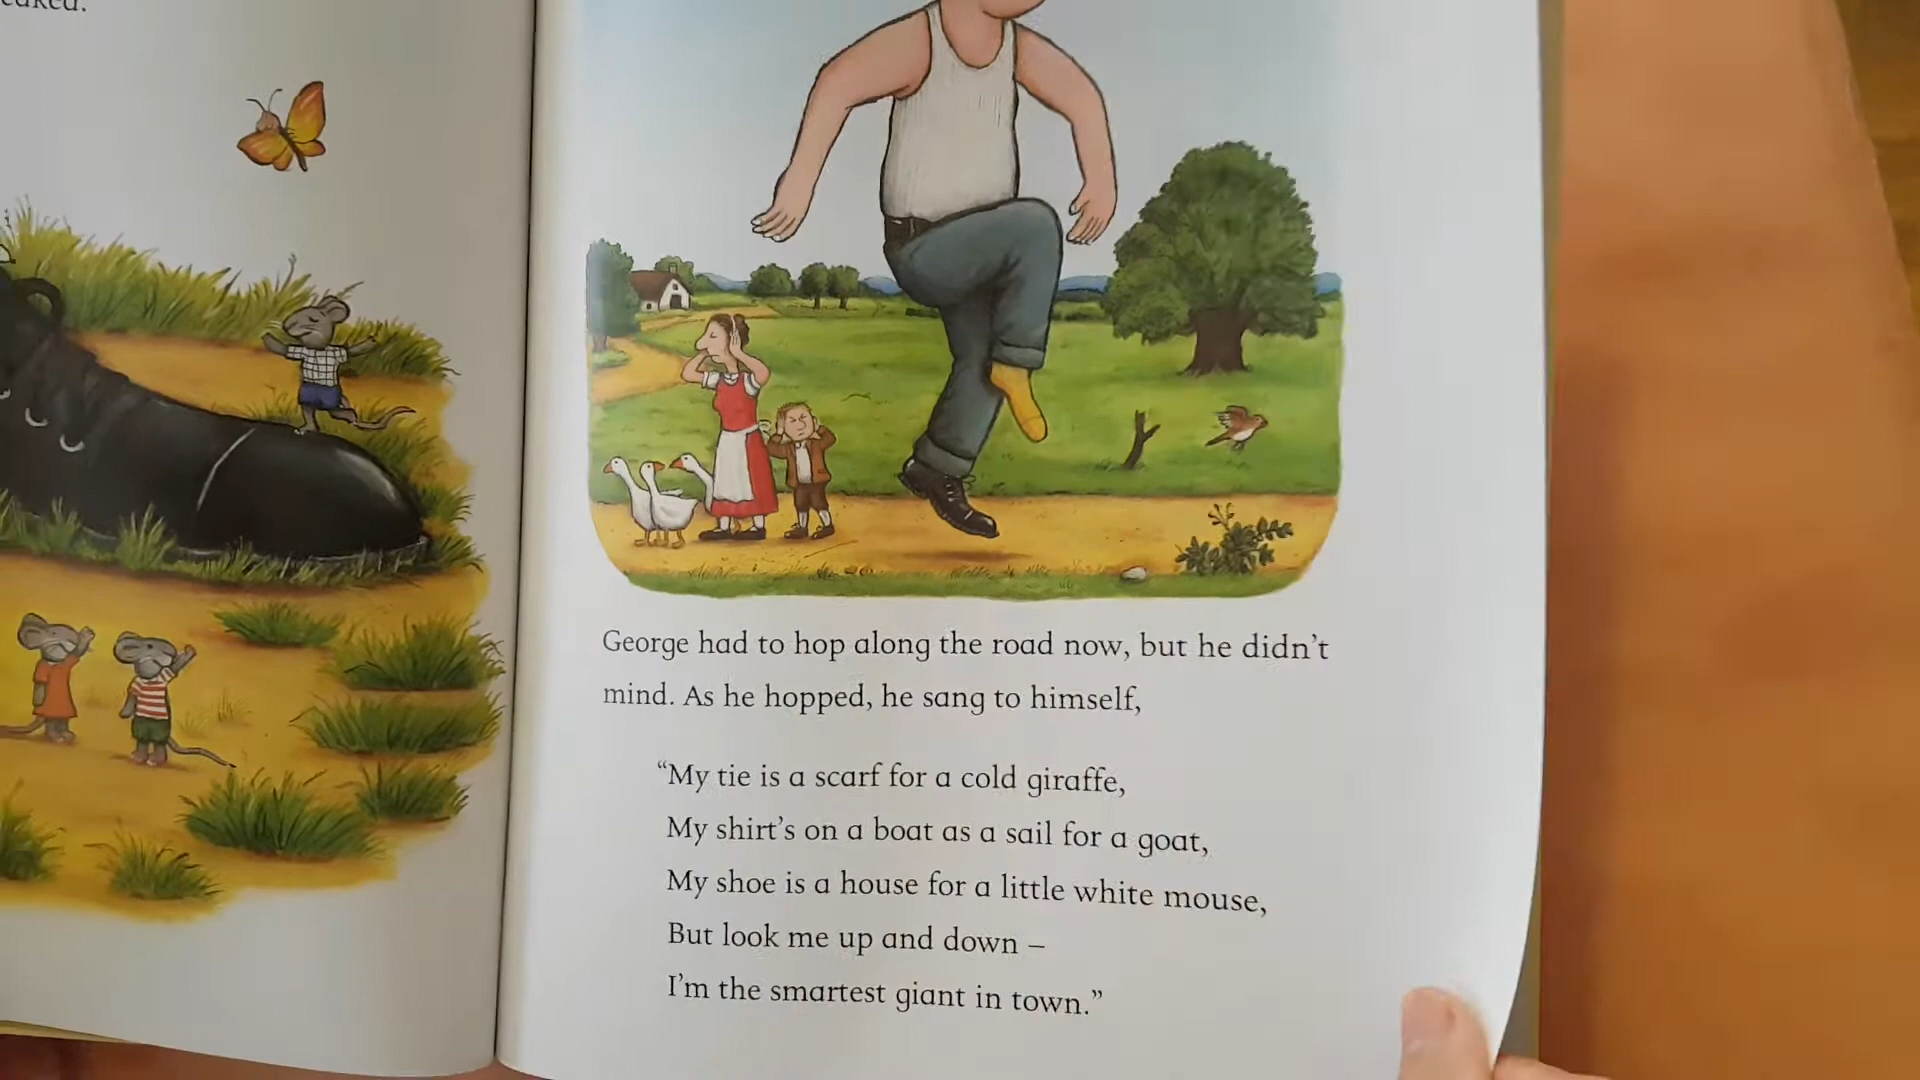 George had to hop along the road now, but he didn't
mind. As he hopped, he sang to himself,
“My tie is a scarf for a cold giraffe,
My shirt's on a boat as a sail for a goat,
My shoe is a house for a little white mouse,
But look me up and down –
I'm the smartest giant in town.”